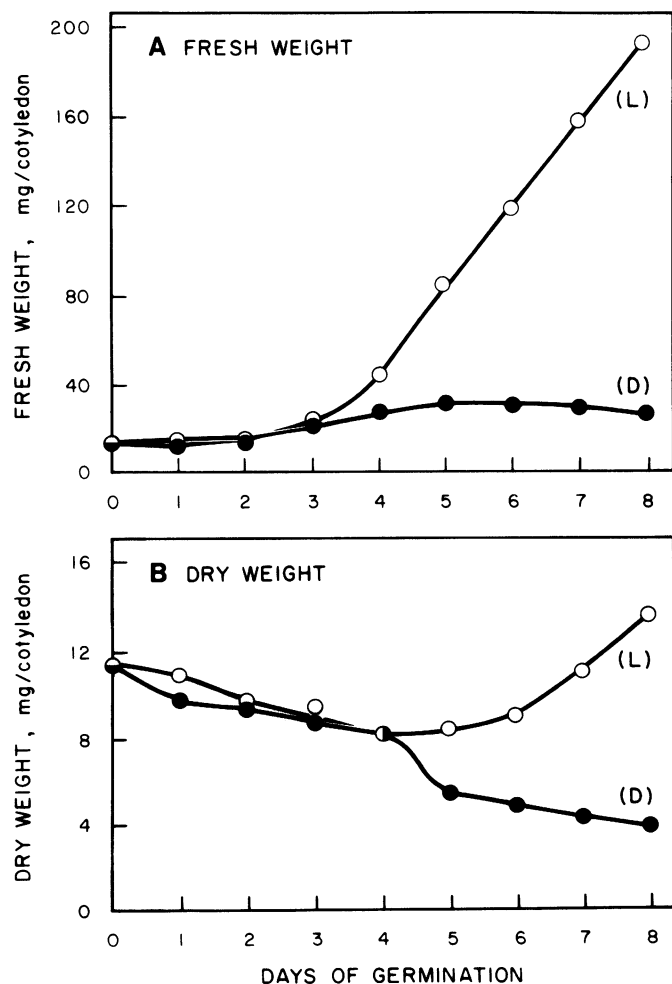 A FRESH WEIGHT
FRESH WEIGHT, mg/cotyledon
200
160
120
80
40
0
(L)
(D)
0 1 2 3 4 5 6 7 8
B DRY WEIGHT
DRY WEIGHT, mg/cotyledon
16
12
8
4
0
(L)
(D)
0 1 2 3 4 5 6 7 8
DAYS OF GERMINATION